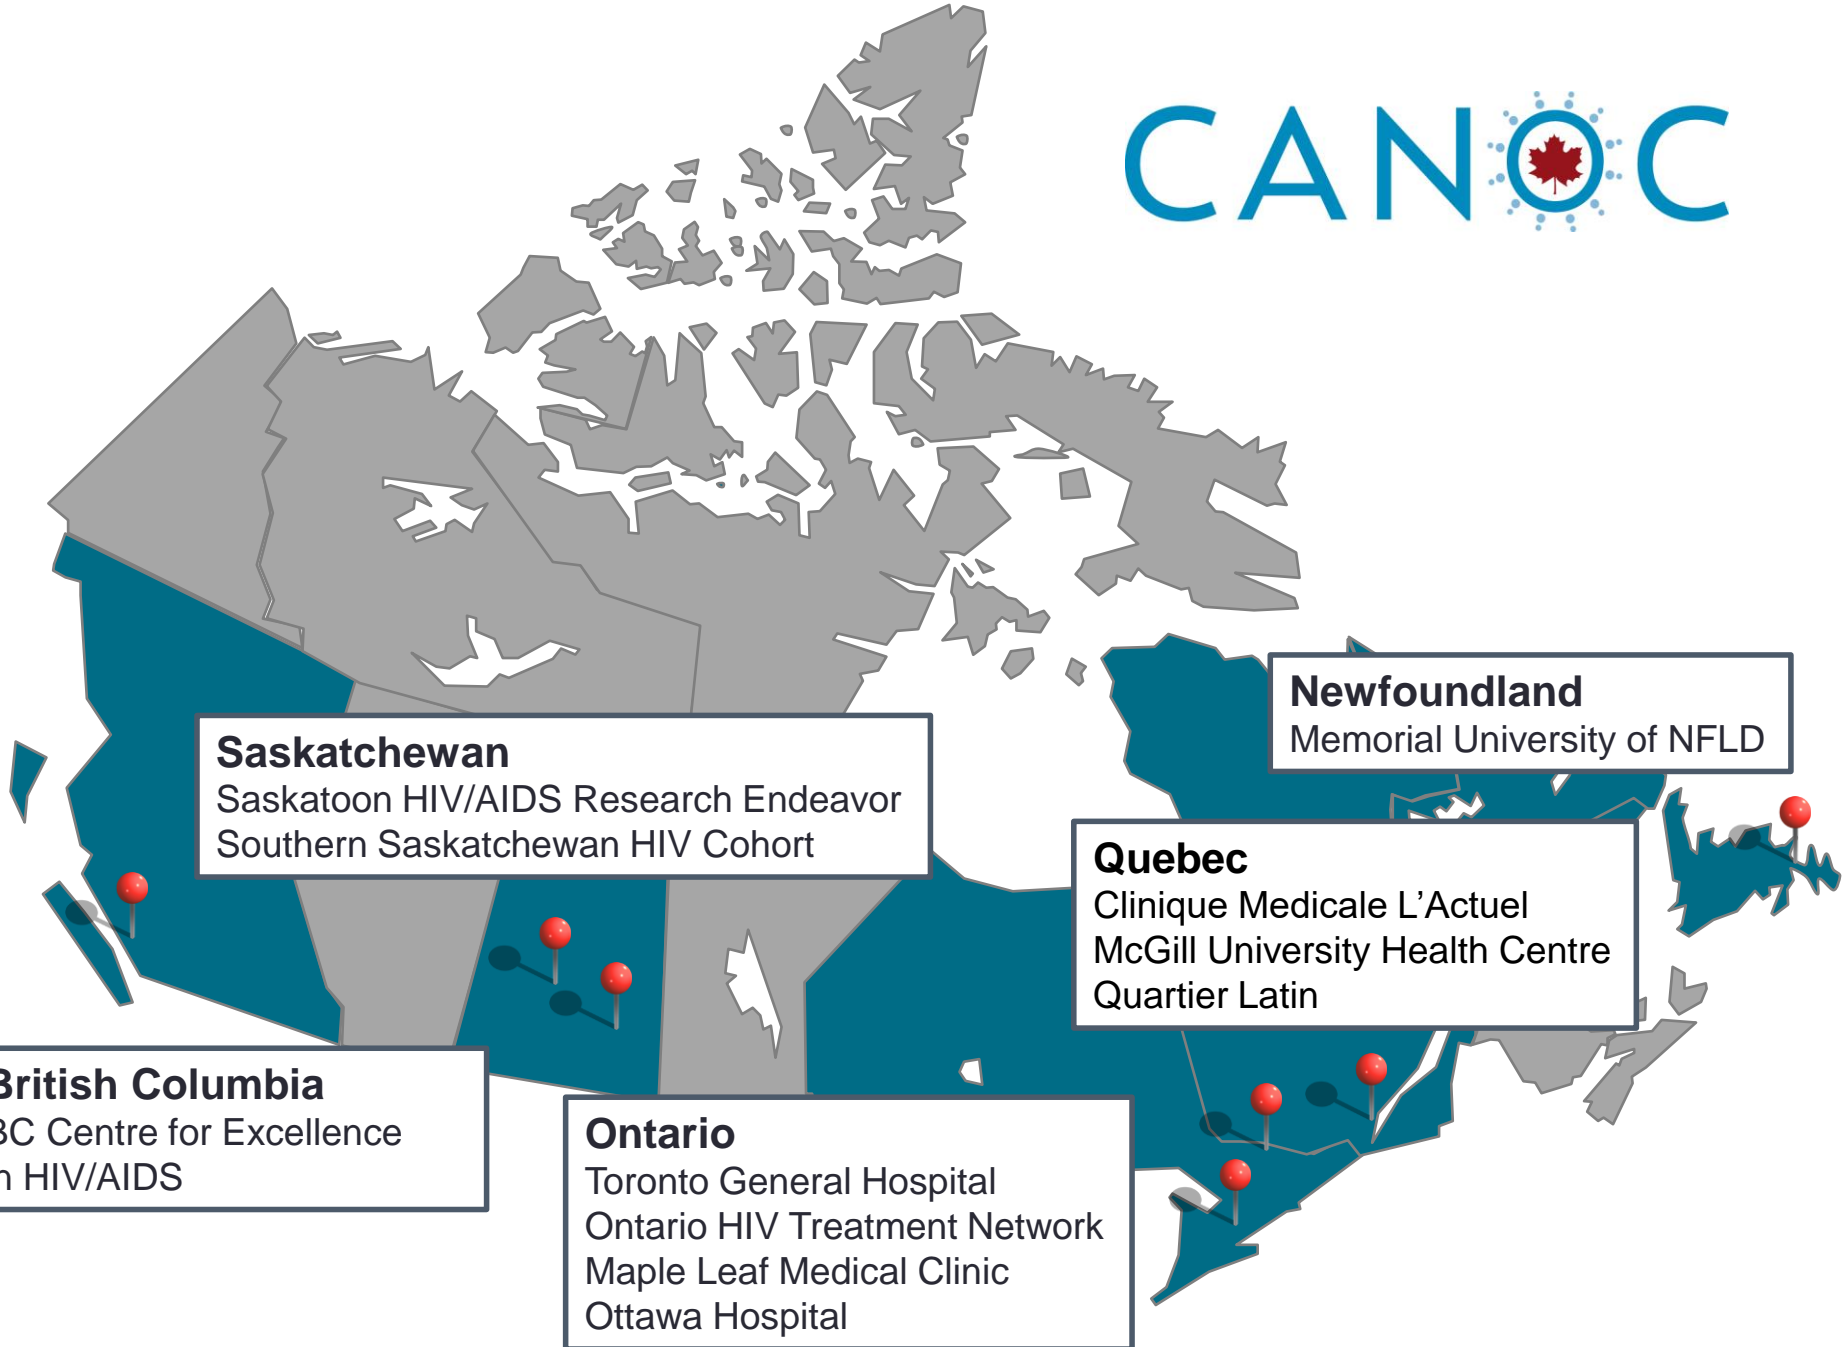 CANOC
Newfoundland
Memorial University of NFLD
Saskatchewan
Saskatoon HIV/AIDS Research Endeavor
Southern Saskatchewan HIV Cohort
Quebec
Clinique Medicale L'Actuel
McGill University Health Centre
Quartier Latin
British Columbia
BC Centre for Excellence
n HIV/AIDS
Ontario
Toronto General Hospital
Ontario HIV Treatment Network
Maple Leaf Medical Clinic
Ottawa Hospital